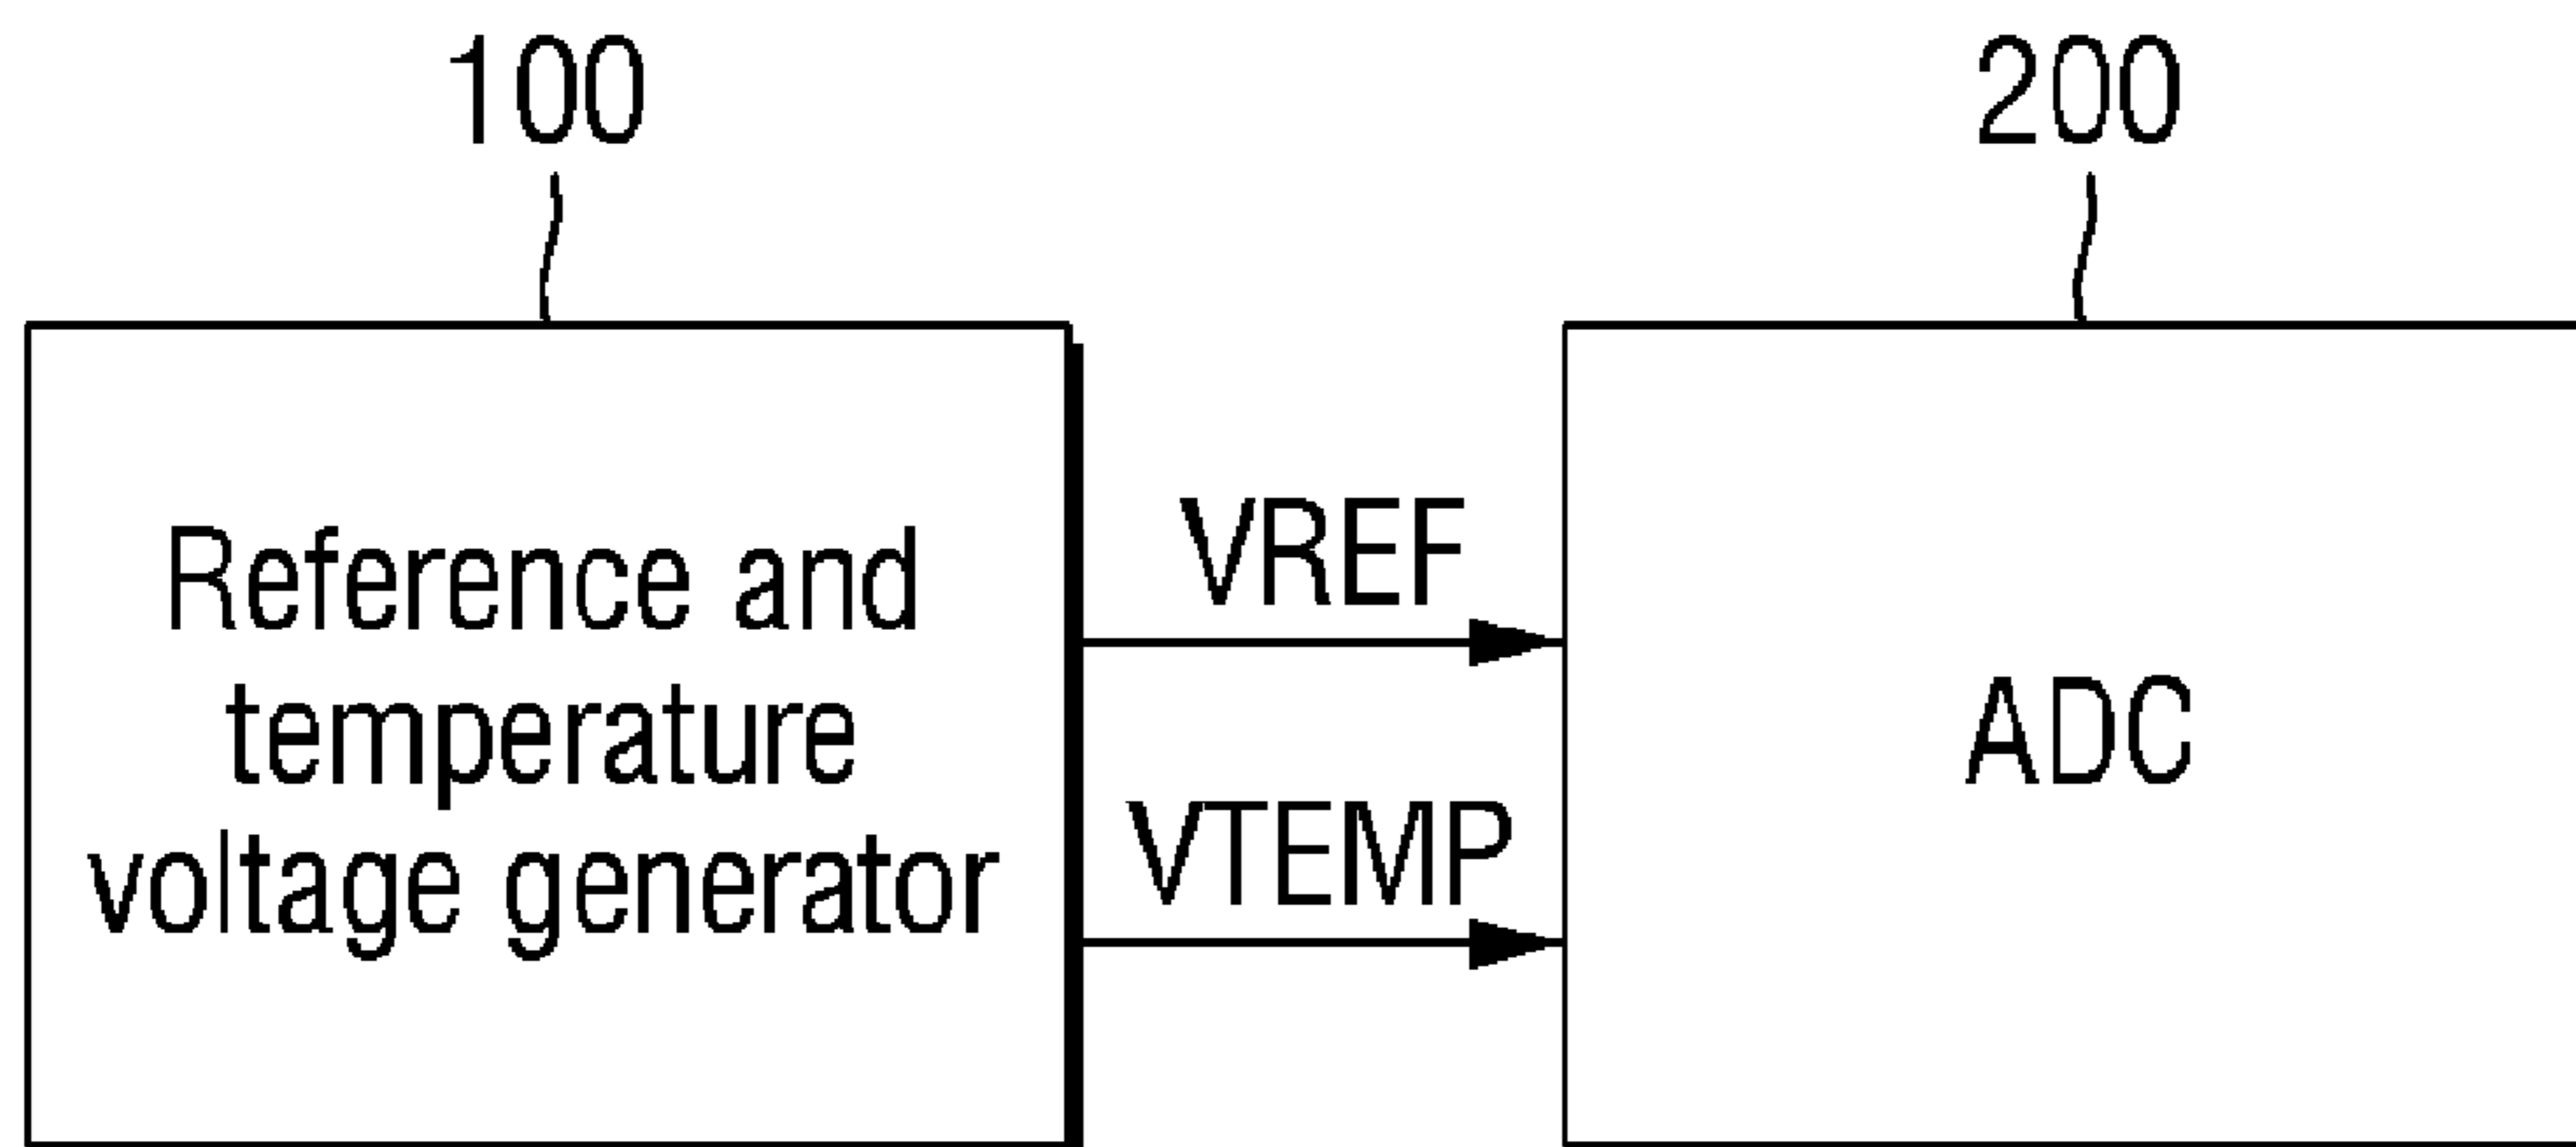 100
200
Reference and
temperature
voltage generator
VREF
VTEMP
ADC